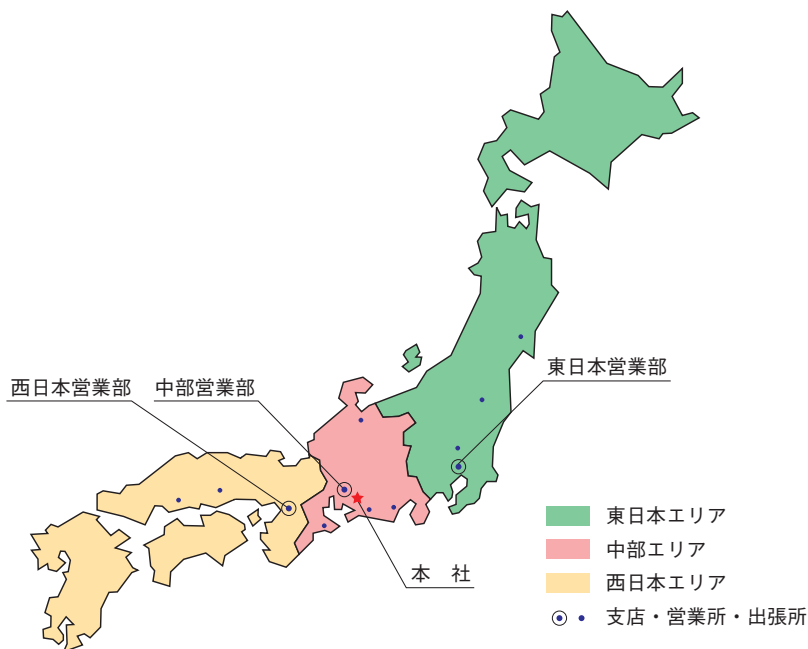 東日本営業部
西日本営業部
中部営業部
本　社
東日本エリア
中部エリア
西日本エリア
支店・営業所・出張所